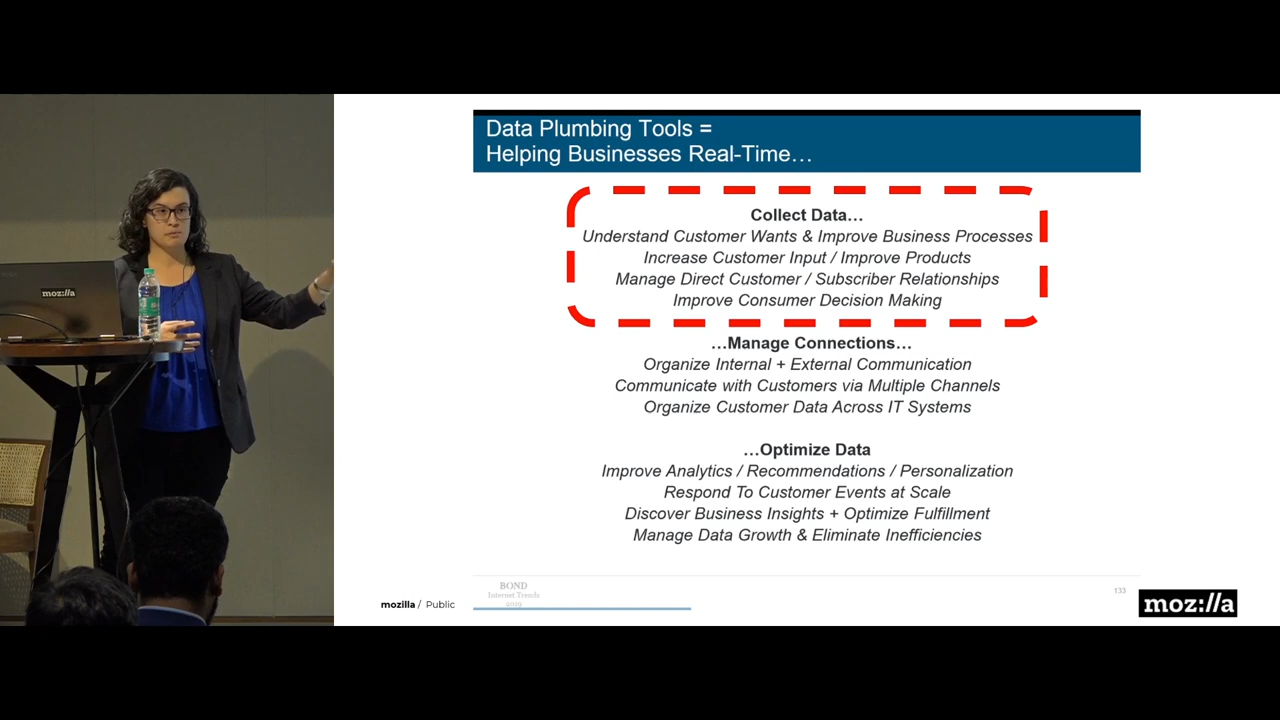 Data Plumbing Tools =
Helping Businesses Real-Time…
Collect Data…
Understand Customer Wants & Improve Business Processes
Increase Customer Input / Improve Products
Manage Direct Customer / Subscriber Relationships
Improve Consumer Decision Making
…Manage Connections…
Organize Internal + External Communication
Communicate with Customers via Multiple Channels
Organize Customer Data Across IT Systems
…Optimize Data
Improve Analytics / Recommendations / Personalization
Respond To Customer Events at Scale
Discover Business Insights + Optimize Fulfillment
Manage Data Growth & Eliminate Inefficiencies
BOND
Internet Trends
2019
133
mozilla / Public
moz://a
moz://a